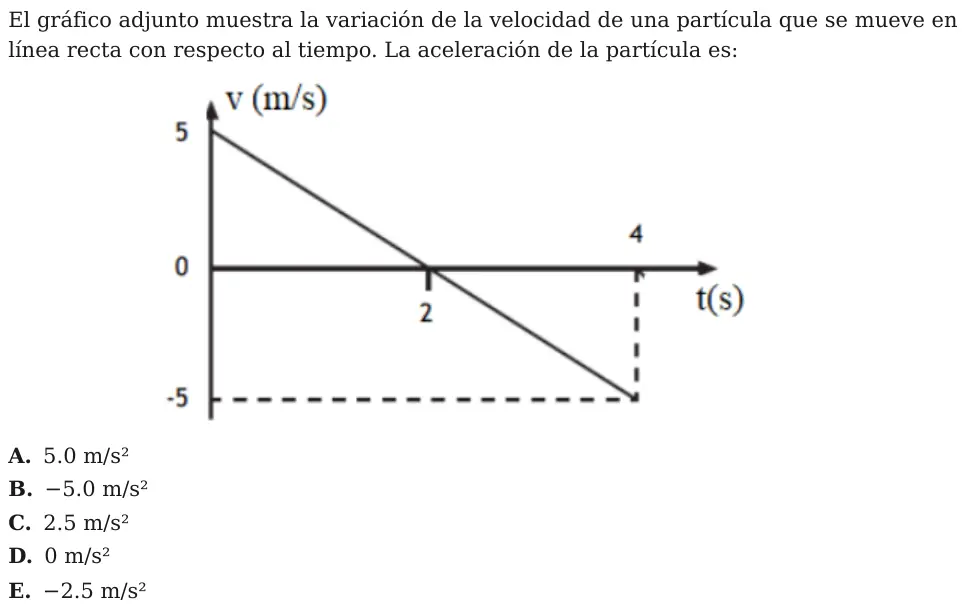 El gráfico adjunto muestra la variación de la velocidad de una partícula que se mueve en
línea recta con respecto al tiempo. La aceleración de la partícula es:
v (m/s)
5
4
0
t(s)
2
-5
A. 5.0 m/s²
B. −5.0 m/s²
C. 2.5 m/s²
D. 0 m/s²
E. −2.5 m/s²